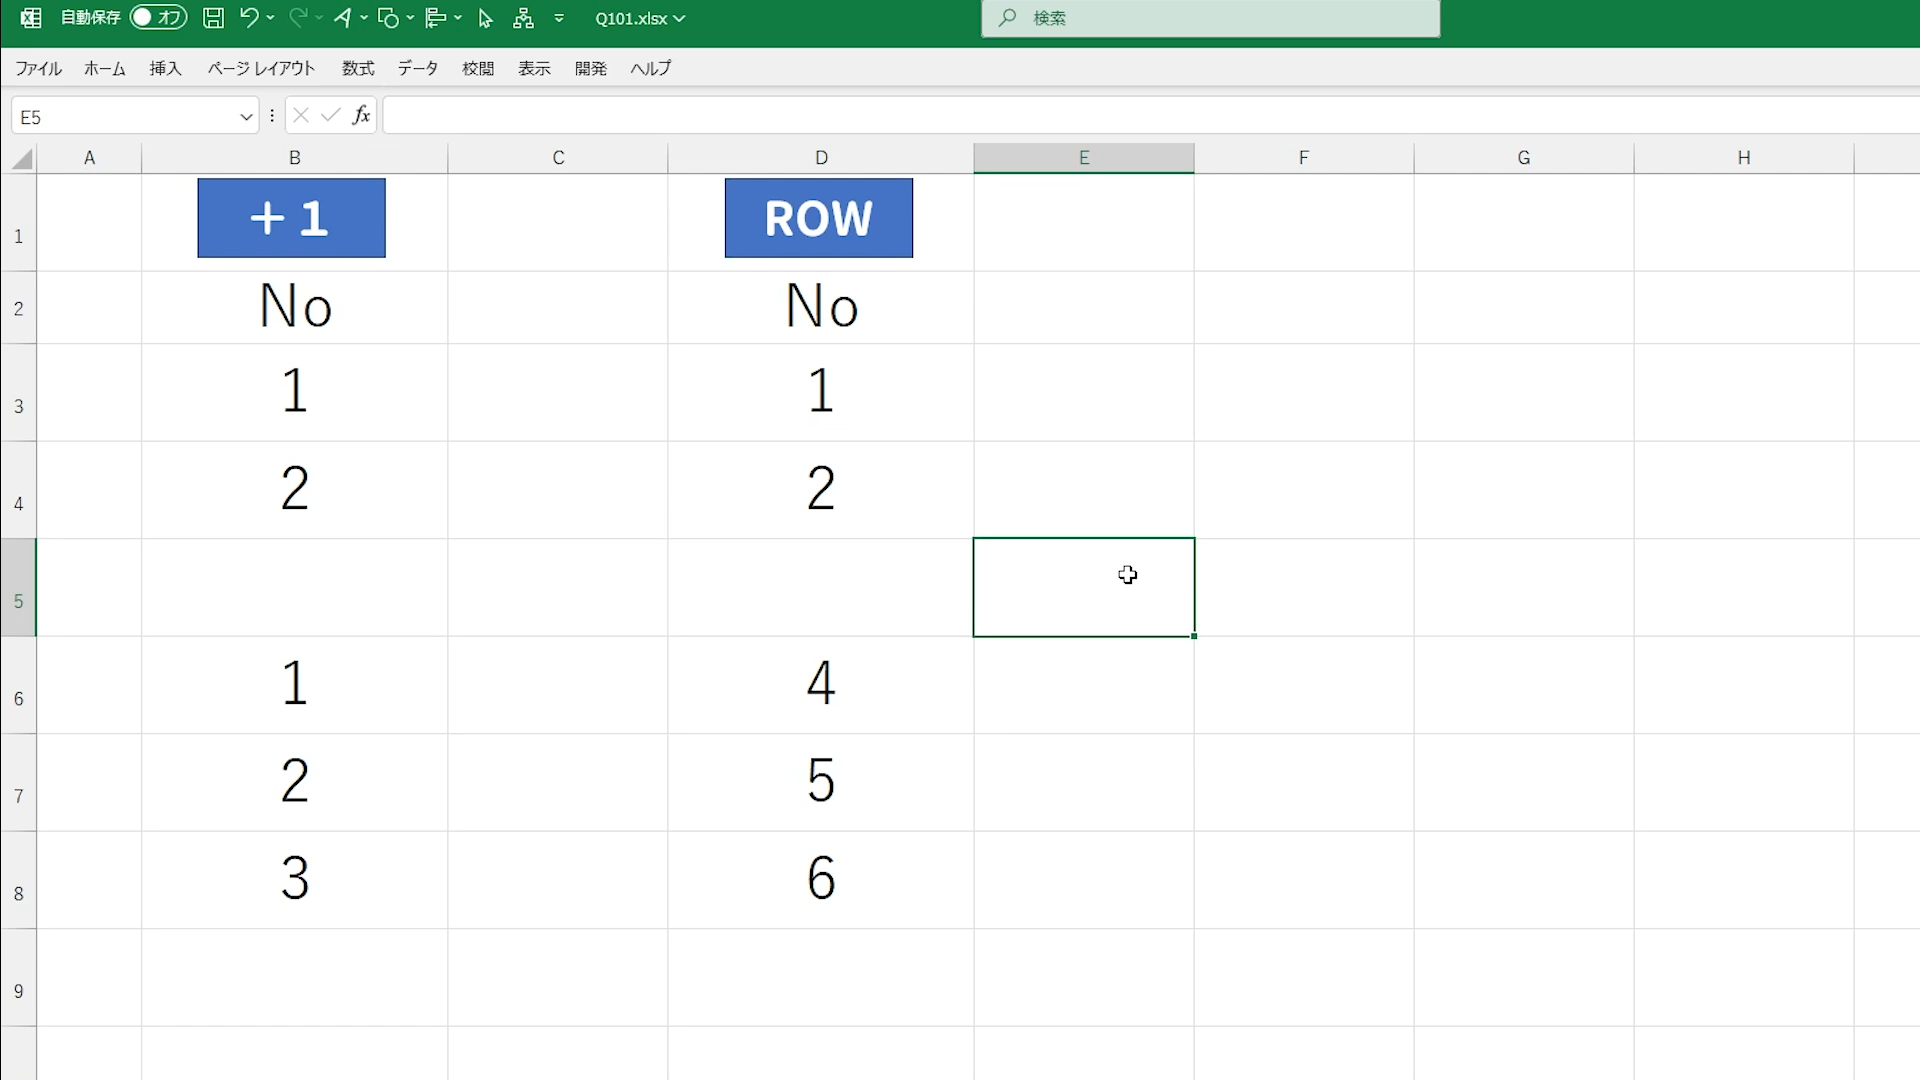 自動保存 オフ Q101.xlsx 検索
ファイル ホーム 挿入 ページ レイアウト 数式 データ 校閲 表示 開発 ヘルプ
E5 fx
A B C D E F G H
1 +1 ROW
2 No No
3 1 1
4 2 2
5
6 1 4
7 2 5
8 3 6
9